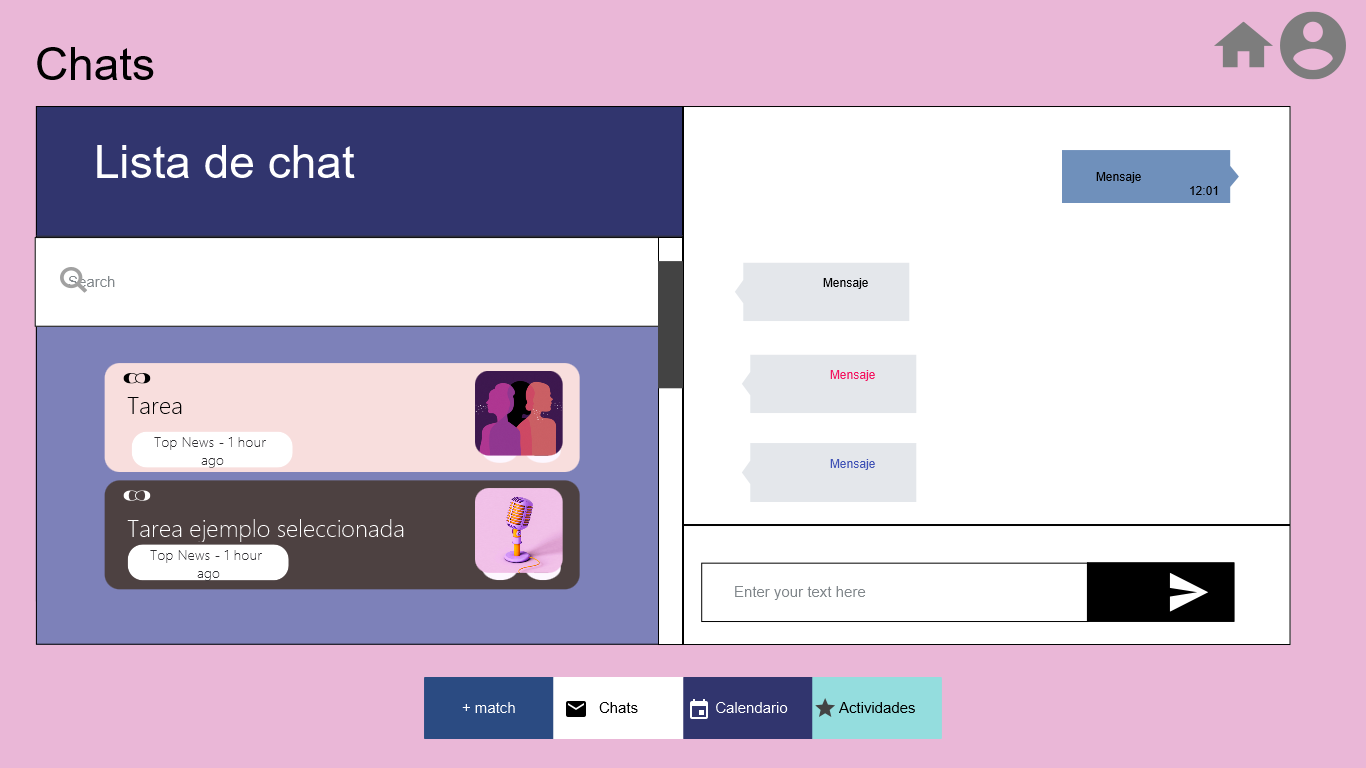 Chats
Lista de chat
Search
Tarea
Top News - 1 hour
ago
Tarea ejemplo seleccionada
Top News - 1 hour
ago
Mensaje
12:01
Mensaje
Mensaje
Mensaje
Enter your text here
+ match
Chats
Calendario
Actividades